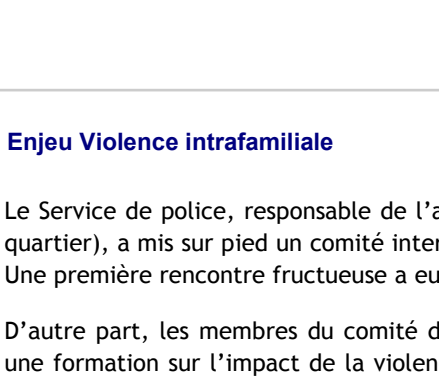 Enjeu Violence intrafamiliale
Le Service de police, responsable de l’a
quartier), a mis sur pied un comité inter
Une première rencontre fructueuse a eu
D’autre part, les membres du comité d
une formation sur l’impact de la violen